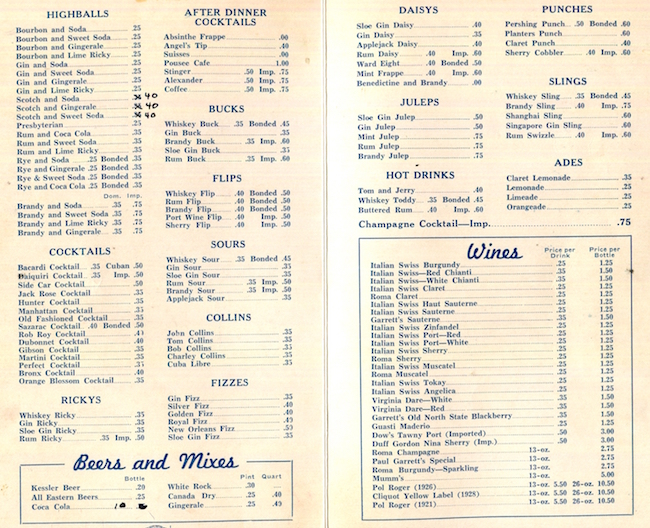 HIGHBALLS
Bourbon and Soda .25
Bourbon and Sweet Soda .25
Bourbon and Gingerale .25
Bourbon and Lime Ricky .25
Gin and Soda .25
Gin and Sweet Soda .25
Gin and Gingerale .25
Gin and Lime Ricky .25
Scotch and Soda 40
Scotch and Gingerale 40
Scotch and Sweet Soda 40
Presbyterian .25
Rum and Coca Cola .35
Rum and Sweet Soda .35
Rum and Lime Ricky .35
Rye and Soda .25 Bonded .35
Rye and Gingerale .25 Bonded .35
Rye & Sweet Soda .25 Bonded .35
Rye and Coca Cola .25 Bonded .35
Dom. Imp.
Brandy and Soda .35 .75
Brandy and Sweet Soda .35 .75
Brandy and Lime Ricky .35 .75
Brandy and Gingerale .35 .75
COCKTAILS
Bacardi Cocktail .35 Cuban .50
Daiquiri Cocktail .35 Imp. .50
Side Car Cocktail .50
Jack Rose Cocktail .35
Hunter Cocktail .35
Manhattan Cocktail .35
Old Fashioned Cocktail .35
Sazarac Cocktail .40 Bonded .50
Rob Roy Cocktail
Dubonnet Cocktail .40
Gibson Cocktail .35
Martini Cocktail .35
Perfect Cocktail .35
Bronx Cocktail .40
Orange Blossom Cocktail .35
RICKYS
Whiskey Ricky .35
Gin Ricky .35
Sloe Gin Ricky .35
Rum Ricky .35 Imp. .50
AFTER DINNER
COCKTAILS
Absinthe Frappe .00
Angel's Tip .40
Suisses .00
Pousee Cafe 1.00
Stinger .50 Imp. .75
Alexander .50 Imp. .75
Coffee .50 Imp. .75
BUCKS
Whiskey Buck .35 Bonded .45
Gin Buck .35
Brandy Buck .35 Imp. .60
Sloe Gin Buck .35
Rum Buck .35 Imp. .60
FLIPS
Whiskey Flip .40 Bonded .50
Rum Flip .40 Bonded .50
Brandy Flip .40 Bonded .50
Port Wine Flip .40 Imp. .50
Sherry Flip .40 Imp. .50
SOURS
Whiskey Sour .35 Bonded .45
Gin Sour .35
Sloe Gin Sour .35
Rum Sour .35 Imp. .50
Brandy Sour .35 Imp. .50
Applejack Sour .35
COLLINS
John Collins .35
Tom Collins .35
Bob Collins .35
Charley Collins .35
Cuba Libre .35
FIZZES
Gin Fizz .35
Silver Fizz .40
Golden Fizz .40
Royal Fizz
New Orleans Fizz .50
Sloe Gin Fizz .35
Beers and Mixes
Bottle
Kessler Beer .20
All Eastern Beers .25
Coca Cola 10
Pint Quart
White Rock .30
Canada Dry .25 .40
Gingerale .25
DAISYS
Sloe Gin Daisy .40
Gin Daisy .35
Applejack Daisy .40
Rum Daisy .40 Imp. .60
Ward Eight .40 Bonded .50
Mint Frappe .40 Imp. .60
Benedictine and Brandy .00
JULEPS
Sloe Gin Julep .50
Gin Julep .50
Mint Julep .75
Rum Julep .75
Brandy Julep .75
HOT DRINKS
Tom and Jerry .40
Whiskey Toddy .35 Bonded .45
Buttered Rum .40 Imp. .60
PUNCHES
Pershing Punch .50 Bonded .60
Planters Punch .60
Claret Punch .40
Sherry Cobbler .40 Imp. .60
SLINGS
Whiskey Sling .35 Bonded .45
Brandy Sling .40 Imp. .75
Shanghai Sling .60
Singapore Gin Sling .60
Rum Swizzle .40 Imp. .60
ADES
Claret Lemonade .35
Lemonade .25
Limeade .25
Orangeade .25
Champagne Cocktail—Imp. .75
Wines
Price per Drink Price per Bottle
Italian Swiss Burgundy .25 1.25
Italian Swiss—Red Chianti .35 1.50
Italian Swiss—White Chianti .35 1.50
Italian Swiss Claret .25 1.25
Roma Claret .25 1.25
Italian Swiss Haut Sauterne .25 1.25
Italian Swiss Sauterne .25 1.25
Garrett's Sauterne .35 1.50
Italian Swiss Zinfandel .25 1.25
Italian Swiss Port—Red .25 1.25
Italian Swiss Port—White .25 1.25
Italian Swiss Sherry .25 1.25
Roma Sherry .25 1.25
Italian Swiss Muscatel .25 1.25
Roma Muscatel .25 1.25
Italian Swiss Tokay .25 1.25
Italian Swiss Angelica .25 1.25
Virginia Dare—White .35 1.50
Virginia Dare—Red .35 1.50
Garrett's Old North State Blackberry .35 1.50
Guasti Maderio .25 1.25
Dow's Tawny Port (Imported) .50 3.00
Duff Gordon Nina Sherry (Imp.) .50 3.00
Roma Champagne 13-oz. 2.75
Paul Garrett's Special 13-oz. 2.75
Roma Burgundy—Sparkling 13-oz. 2.75
Mumm's 13-oz. 5.00
Pol Roger (1926) 13-oz. 5.50 26-oz. 10.50
Cliquot Yellow Label (1928) 13-oz. 5.50 26-oz. 10.50
Pol Roger (1921) 13-oz. 5.50 26-oz. 10.50